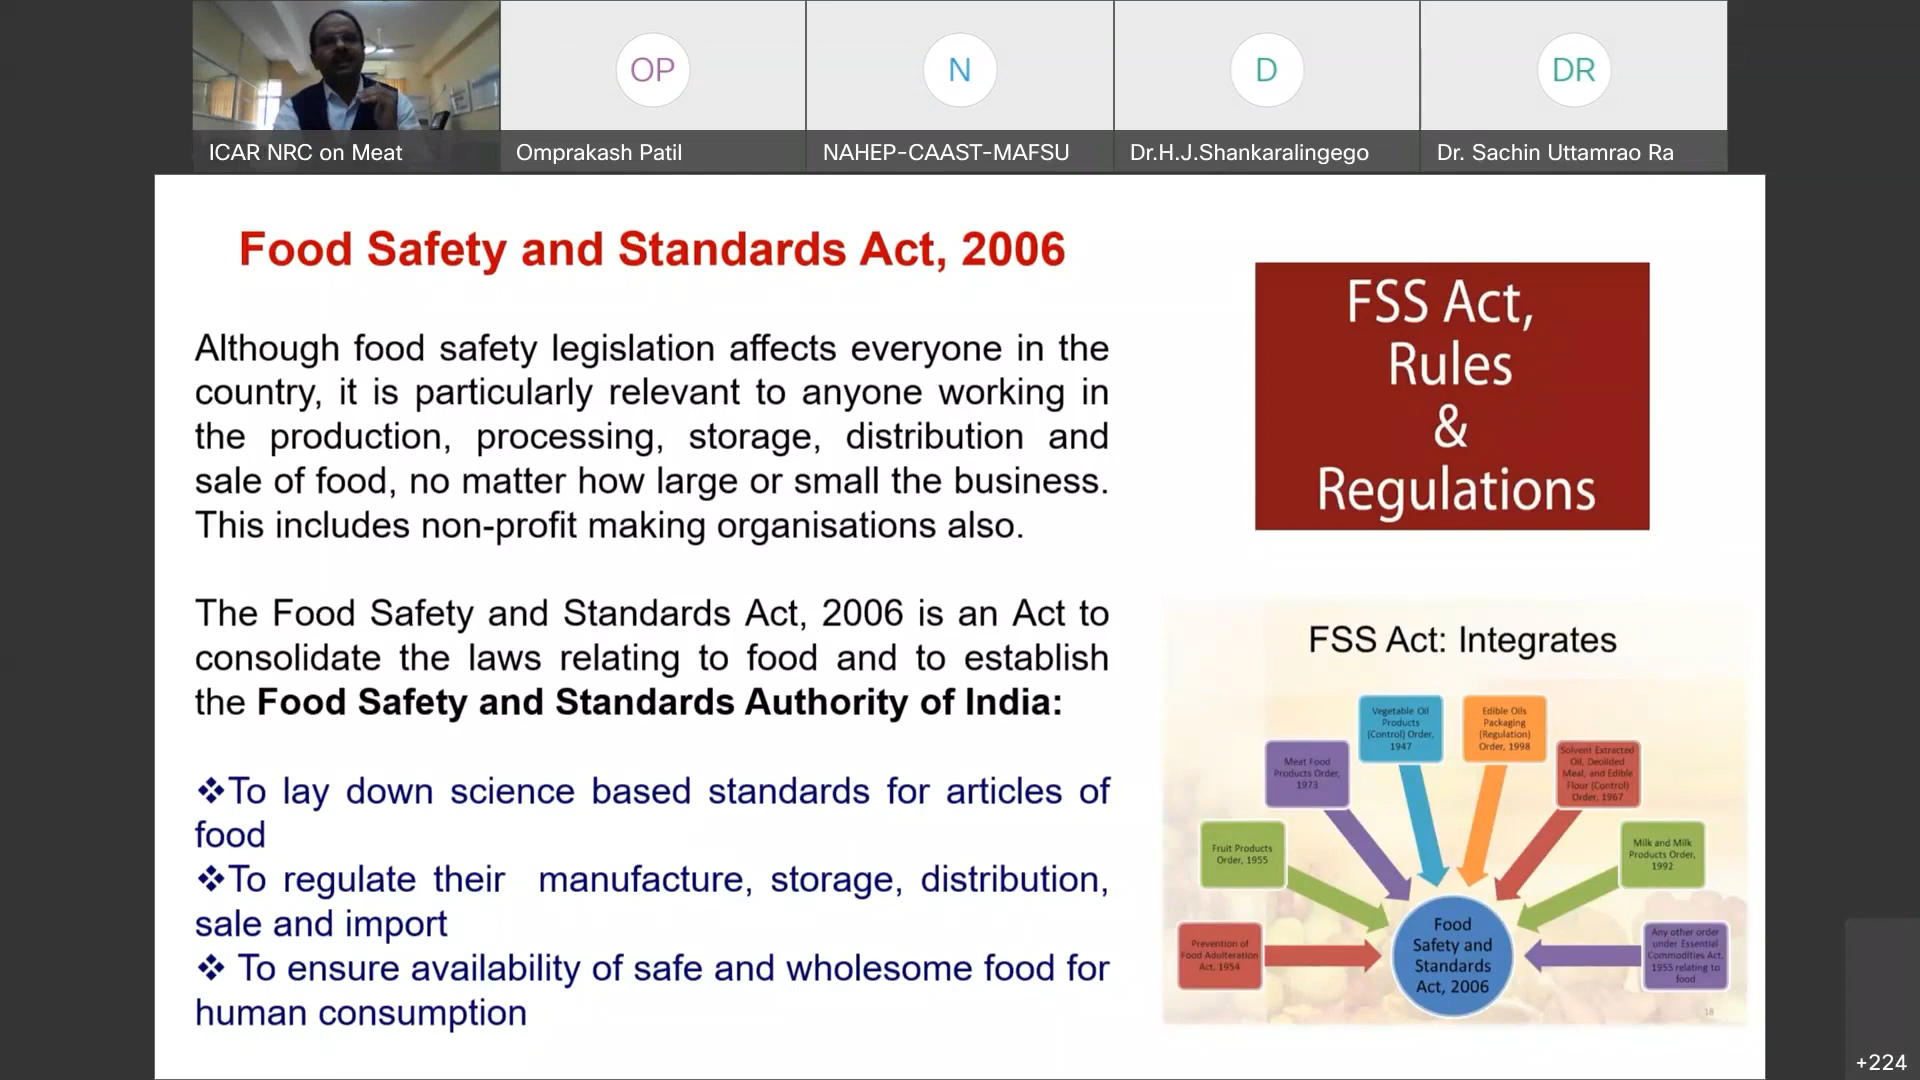 OP
N
D
DR
ICAR NRC on Meat
Omprakash Patil
NAHEP-CAAST-MAFSU
Dr.H.J.Shankaralingego
Dr. Sachin Uttamrao Ra
Food Safety and Standards Act, 2006
Although food safety legislation affects everyone in the
country, it is particularly relevant to anyone working in
the production, processing, storage, distribution and
sale of food, no matter how large or small the business.
This includes non-profit making organisations also.
The Food Safety and Standards Act, 2006 is an Act to
consolidate the laws relating to food and to establish
the Food Safety and Standards Authority of India:
❖To lay down science based standards for articles of
food
❖To regulate their manufacture, storage, distribution,
sale and import
❖ To ensure availability of safe and wholesome food for
human consumption
FSS Act,
Rules
&
Regulations
FSS Act: Integrates
Prevention of
Food Adulteration
Act, 1954
Fruit Products
Order, 1955
Meat Food
Products Order,
1973
Vegetable Oil
Products
(Control) Order,
1947
Edible Oils
Packaging
(Regulation)
Order, 1998
Solvent Extracted
Oil, Deoiled
Meal, and Edible
Flour (Control)
Order, 1967
Milk and Milk
Products Order,
1992
Any other order
under Essential
Commodities Act,
1955 relating to
food
Food
Safety and
Standards
Act, 2006
18
+224